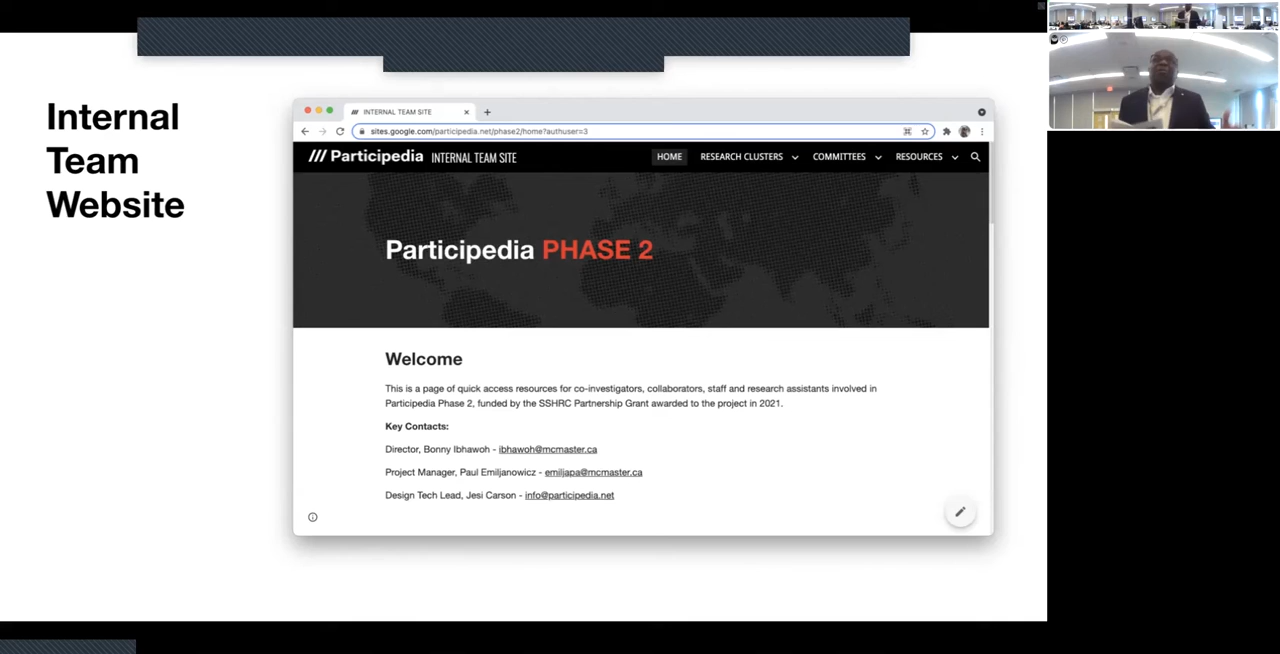 Internal
Team
Website
INTERNAL TEAM SITE
sites.google.com/participedia.net/phase2/home?authuser=3
/// Participedia INTERNAL TEAM SITE
HOME RESEARCH CLUSTERS COMMITTEES RESOURCES
Participedia PHASE 2
Welcome
This is a page of quick access resources for co-investigators, collaborators, staff and research assistants involved in
Participedia Phase 2, funded by the SSHRC Partnership Grant awarded to the project in 2021.
Key Contacts:
Director, Bonny Ibhawoh - ibhawoh@mcmaster.ca
Project Manager, Paul Emiljanowicz - emiljapa@mcmaster.ca
Design Tech Lead, Jesi Carson - info@participedia.net